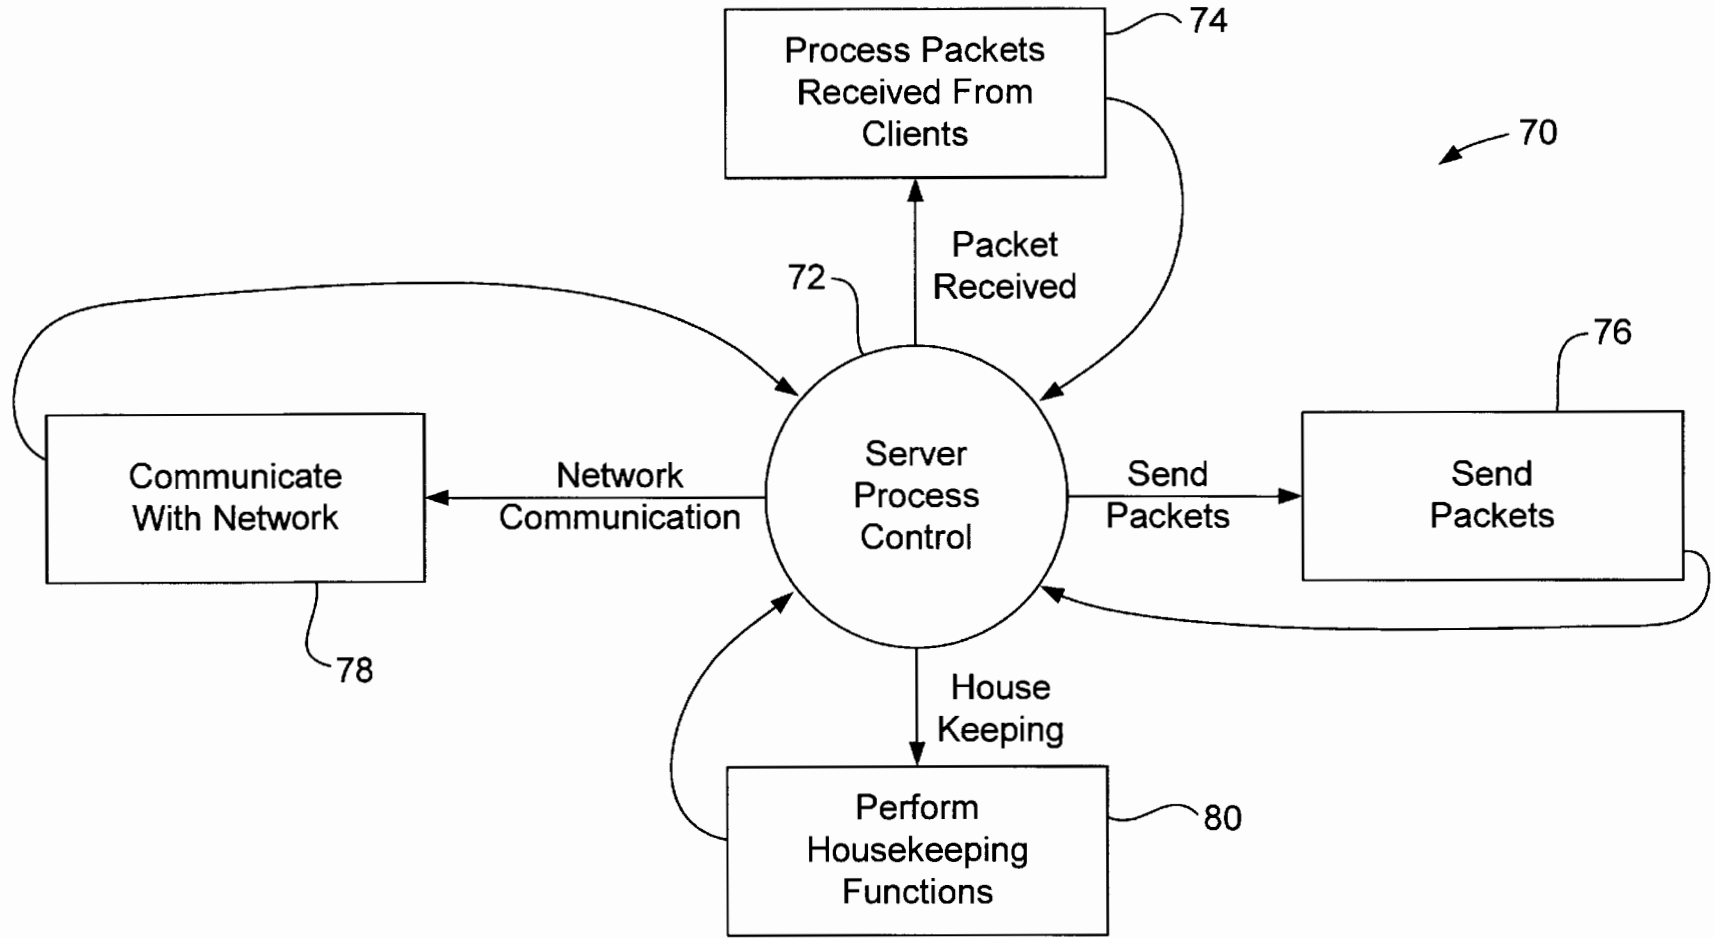 74
Process Packets
Received From
Clients
70
Packet
Received
72
76
Server
Process
Control
Communicate
With Network
Network
Communication
Send
Packets
Send
Packets
78
House
Keeping
Perform
Housekeeping
Functions
80